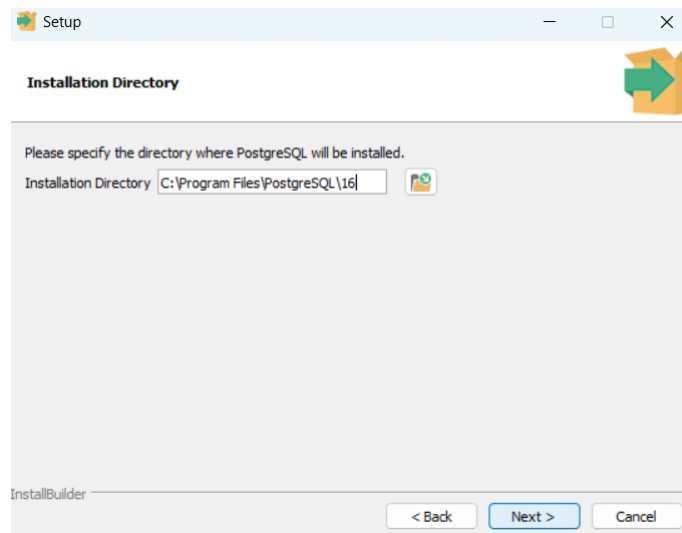 Setup
Installation Directory
Please specify the directory where PostgreSQL will be installed.
Installation Directory C:\Program Files\PostgreSQL\16
InstallBuilder
< Back Next > Cancel